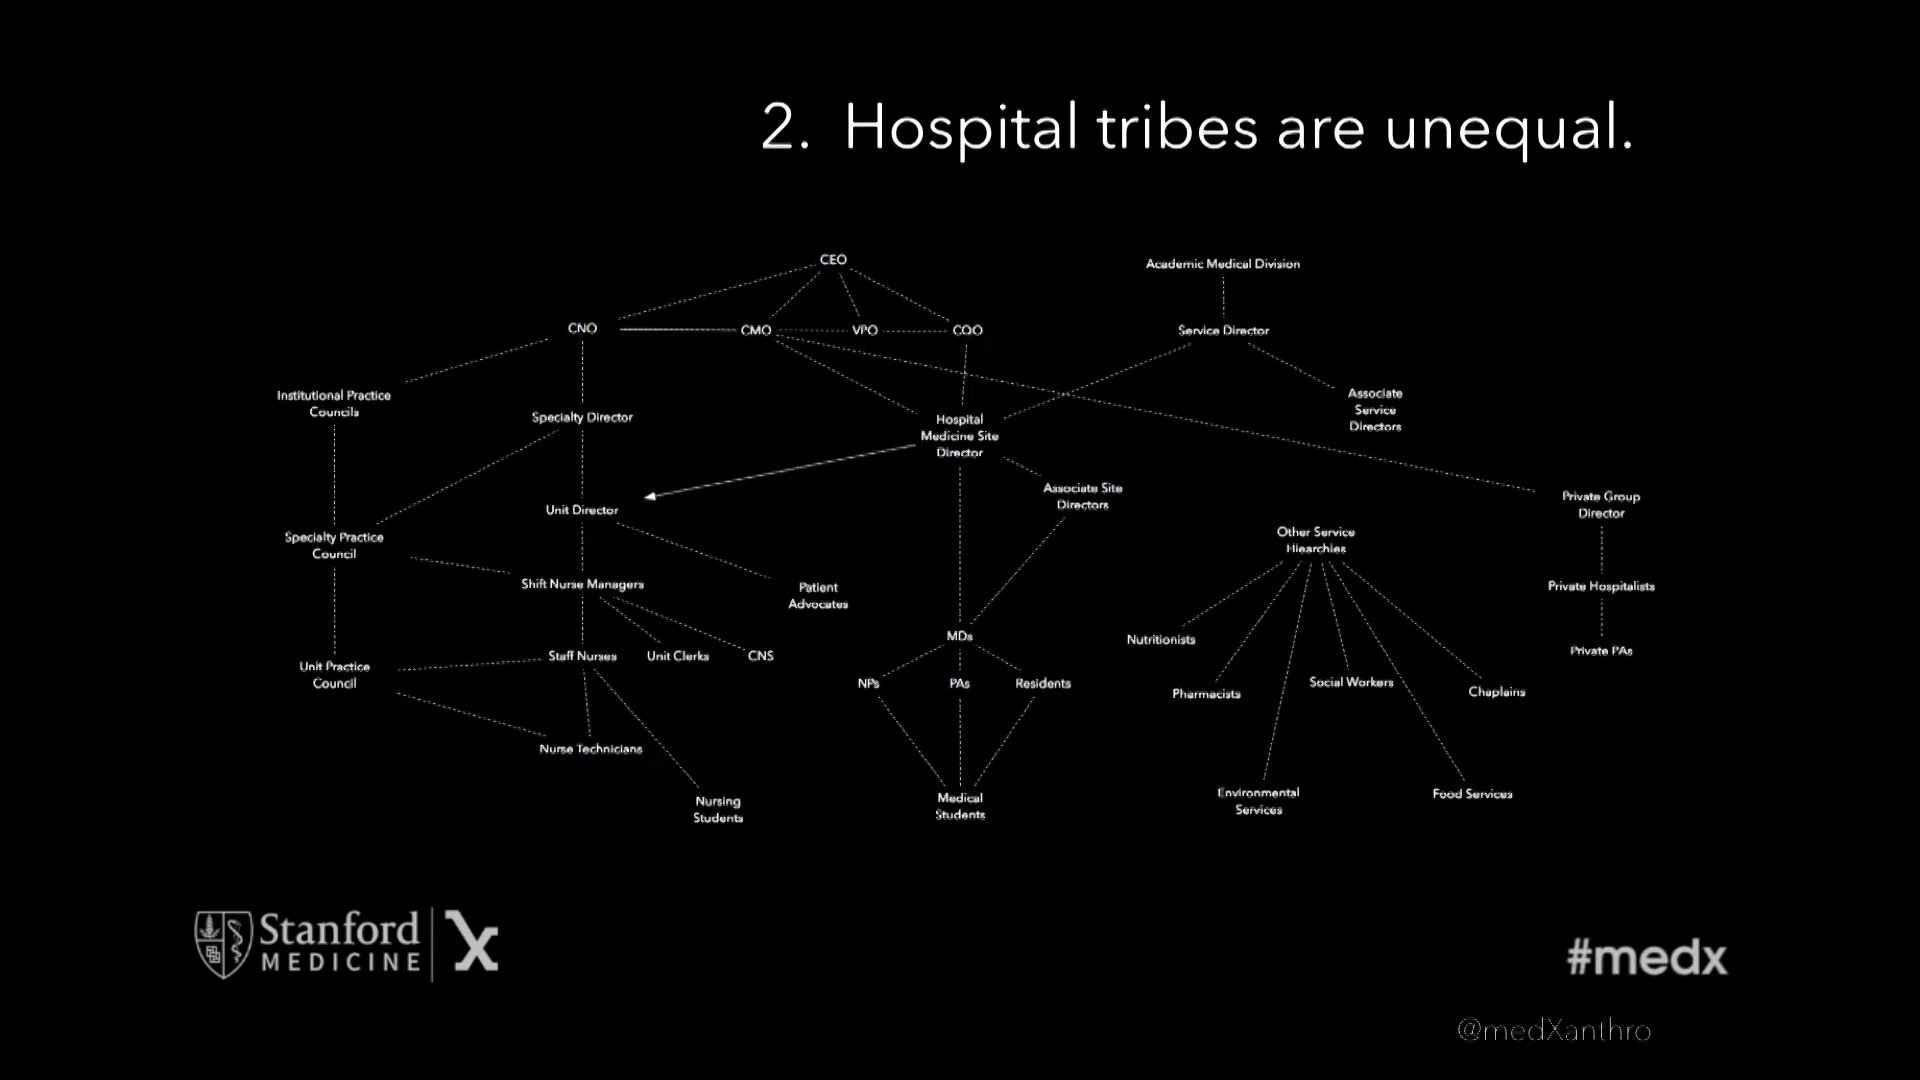 2. Hospital tribes are unequal.
CEO
Academic Medical Division
CNO
CMO
VPO
COO
Service Director
Institutional Practice
Councils
Specialty Director
Hospital
Medicine Site
Director
Associate
Service
Directors
Unit Director
Associate Site
Directors
Private Group
Director
Specialty Practice
Council
Other Service
Hiearchies
Shift Nurse Managers
Patient
Advocates
Private Hospitalists
MDs
Nutritionists
Unit Practice
Council
Staff Nurses
Unit Clerks
CNS
Private PAs
NPs
PAs
Residents
Pharmacists
Social Workers
Chaplains
Nurse Technicians
Nursing
Students
Medical
Students
Environmental
Services
Food Services
Stanford
MEDICINE
X
#medx
@medXanthro